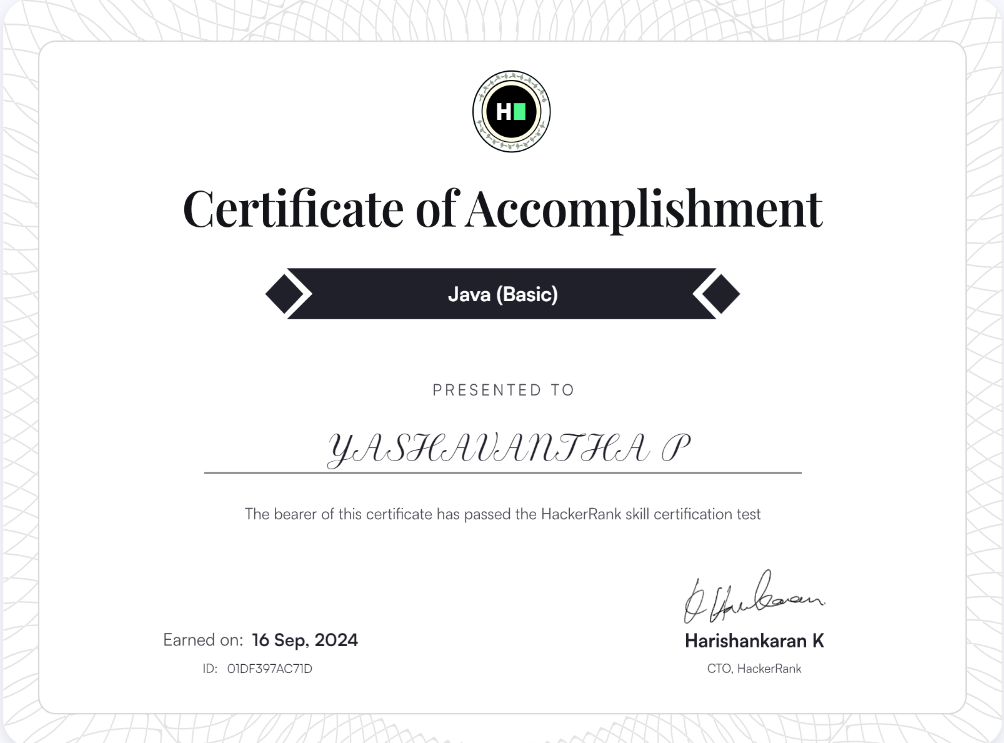 H
Certificate of Accomplishment
Java (Basic)
PRESENTED TO
YASHAVANTHA P
The bearer of this certificate has passed the HackerRank skill certification test
Earned on: 16 Sep, 2024
Harishankaran K
ID: 01DF397AC71D
CTO, HackerRank